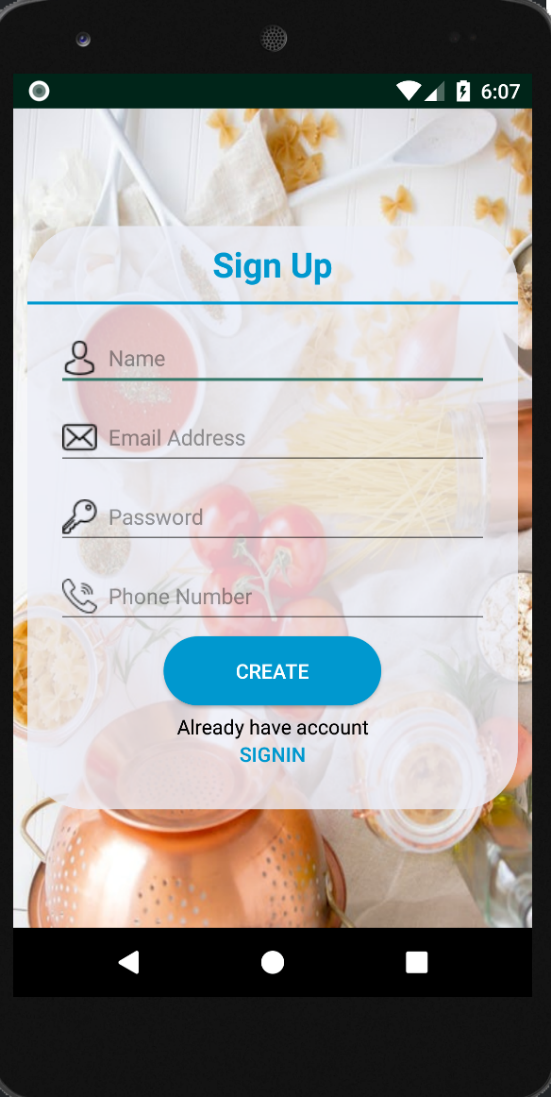 6:07
Sign Up
Name
Email Address
Password
Phone Number
CREATE
Already have account
SIGNIN